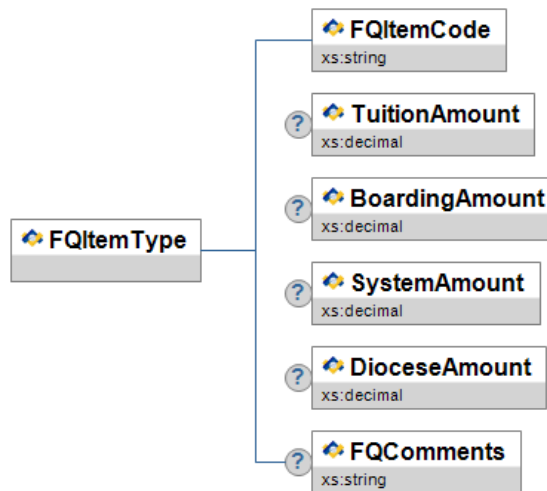 FQItemCode
xs:string
?
TuitionAmount
xs:decimal
?
BoardingAmount
xs:decimal
FQItemType
?
SystemAmount
xs:decimal
?
DioceseAmount
xs:decimal
?
FQComments
xs:string